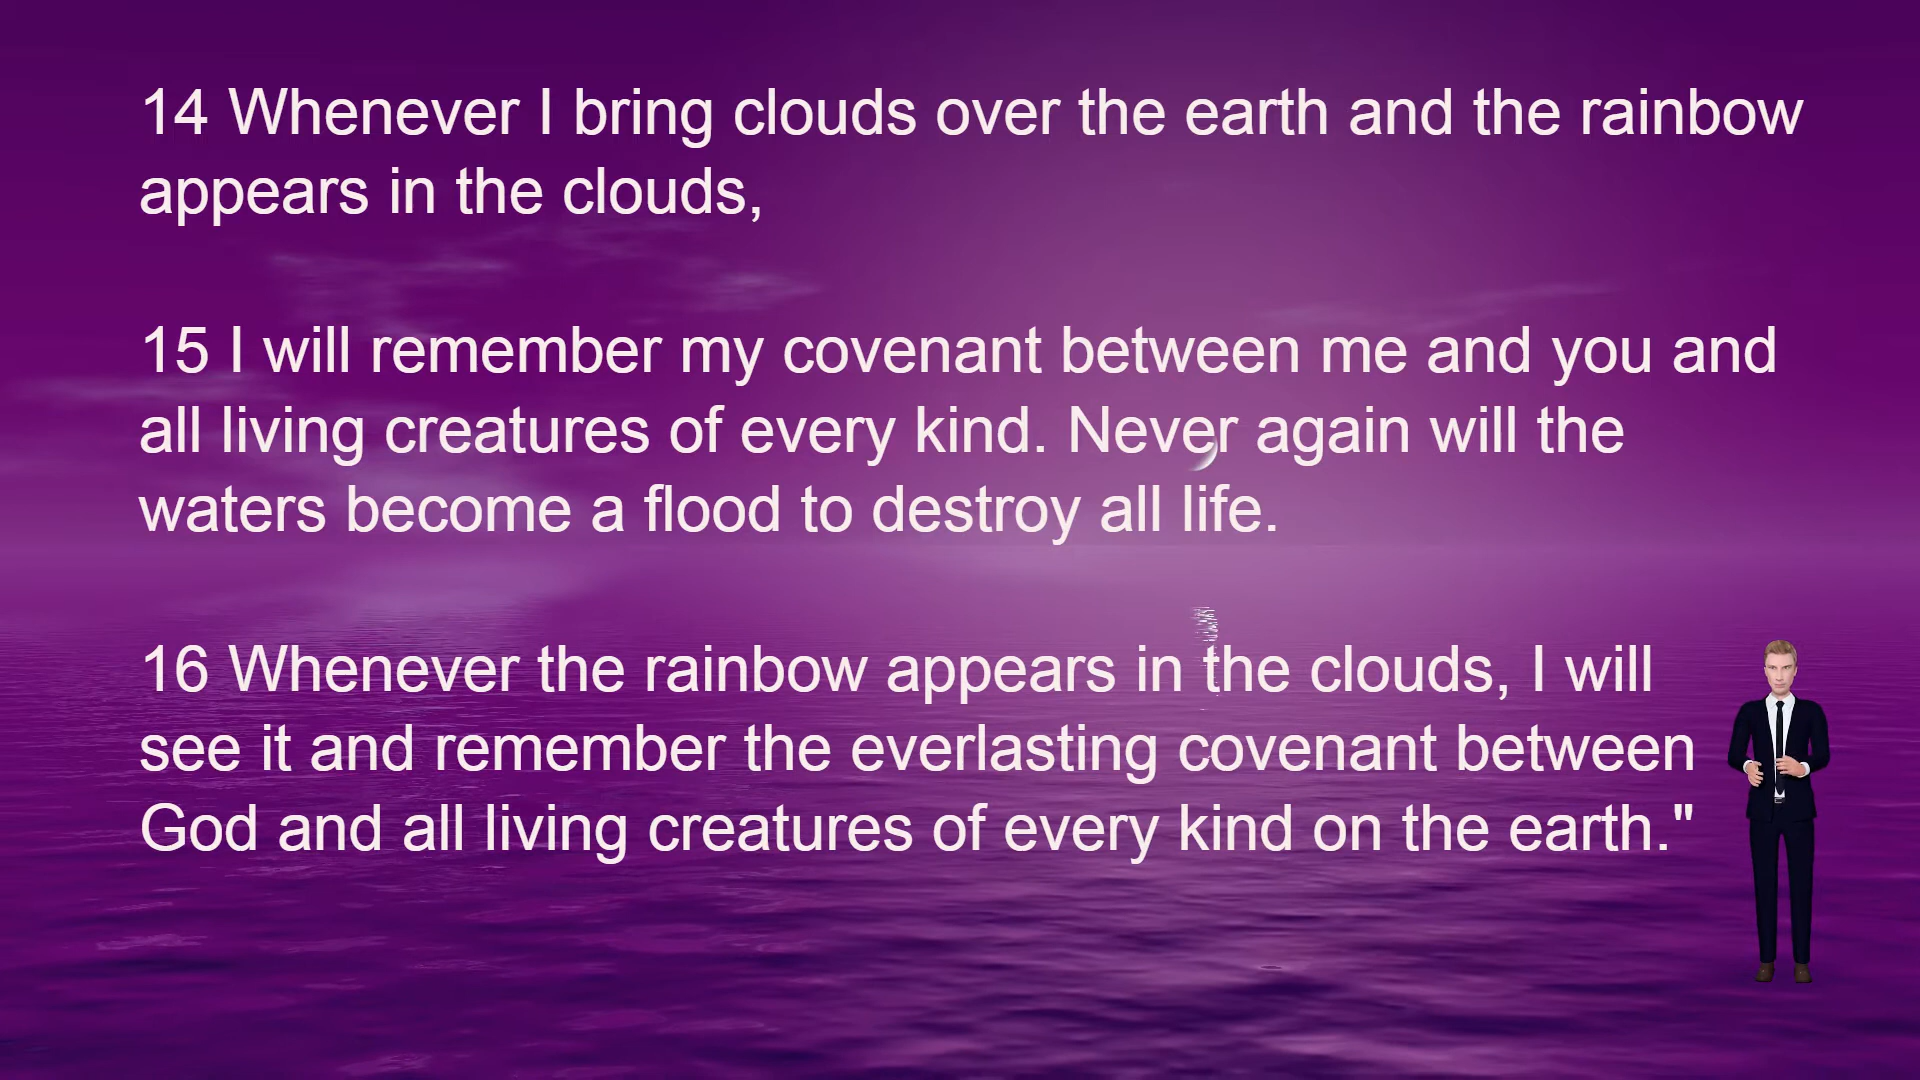 14 Whenever I bring clouds over the earth and the rainbow
appears in the clouds,
15 I will remember my covenant between me and you and
all living creatures of every kind. Never again will the
waters become a flood to destroy all life.
16 Whenever the rainbow appears in the clouds, I will
see it and remember the everlasting covenant between
God and all living creatures of every kind on the earth."